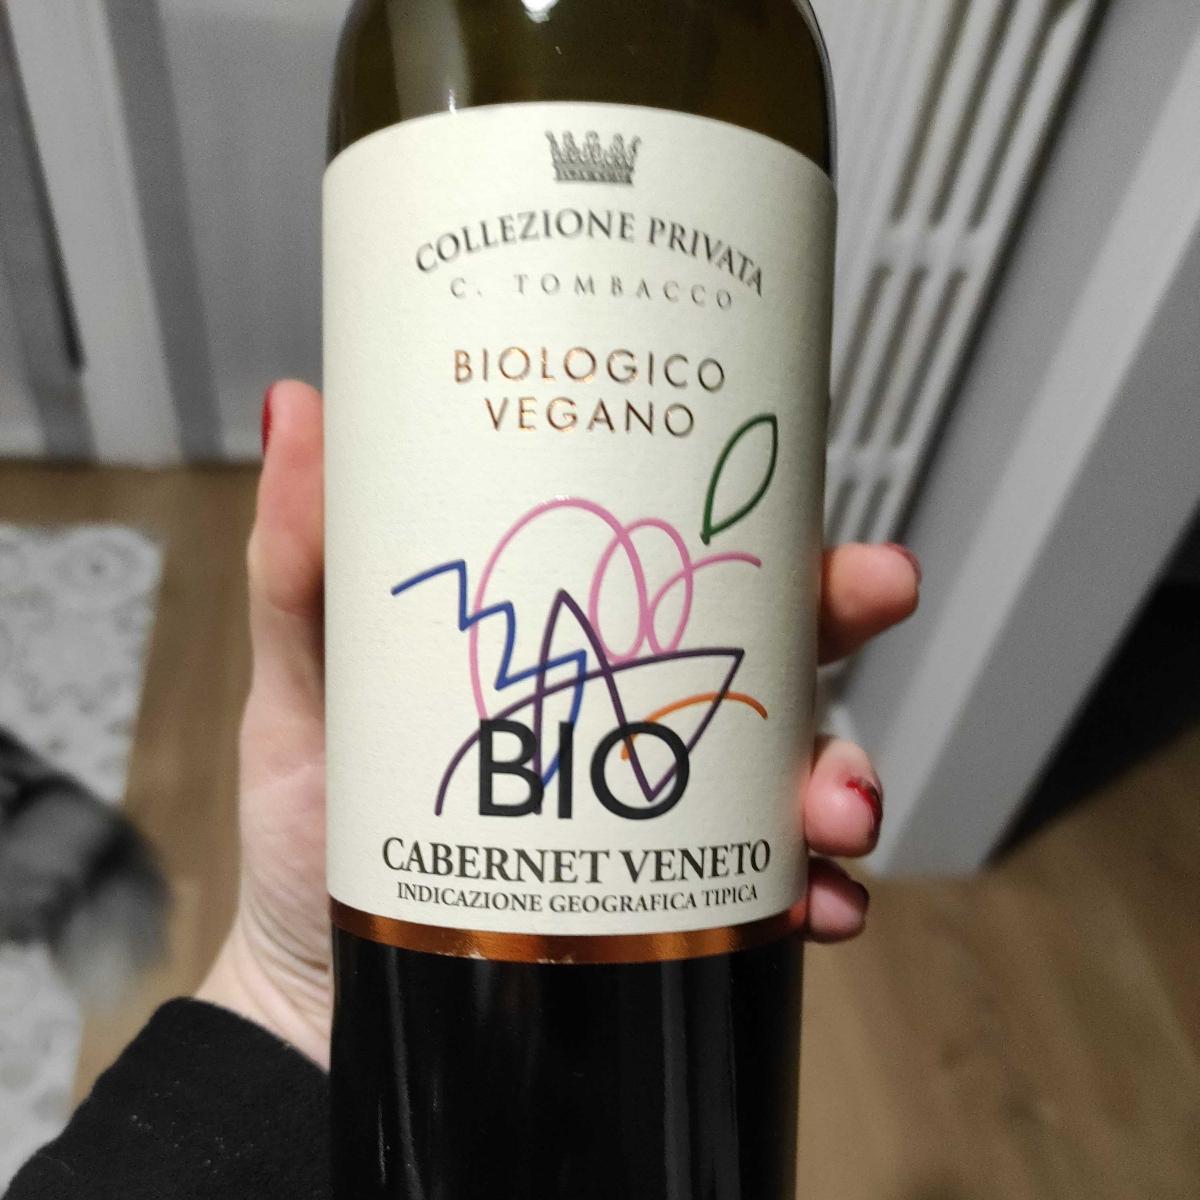 COLLEZIONE PRIVATA
C. TOMBACCO
BIOLOGICO
VEGANO
BIO
CABERNET VENETO
INDICAZIONE GEOGRAFICA TIPICA